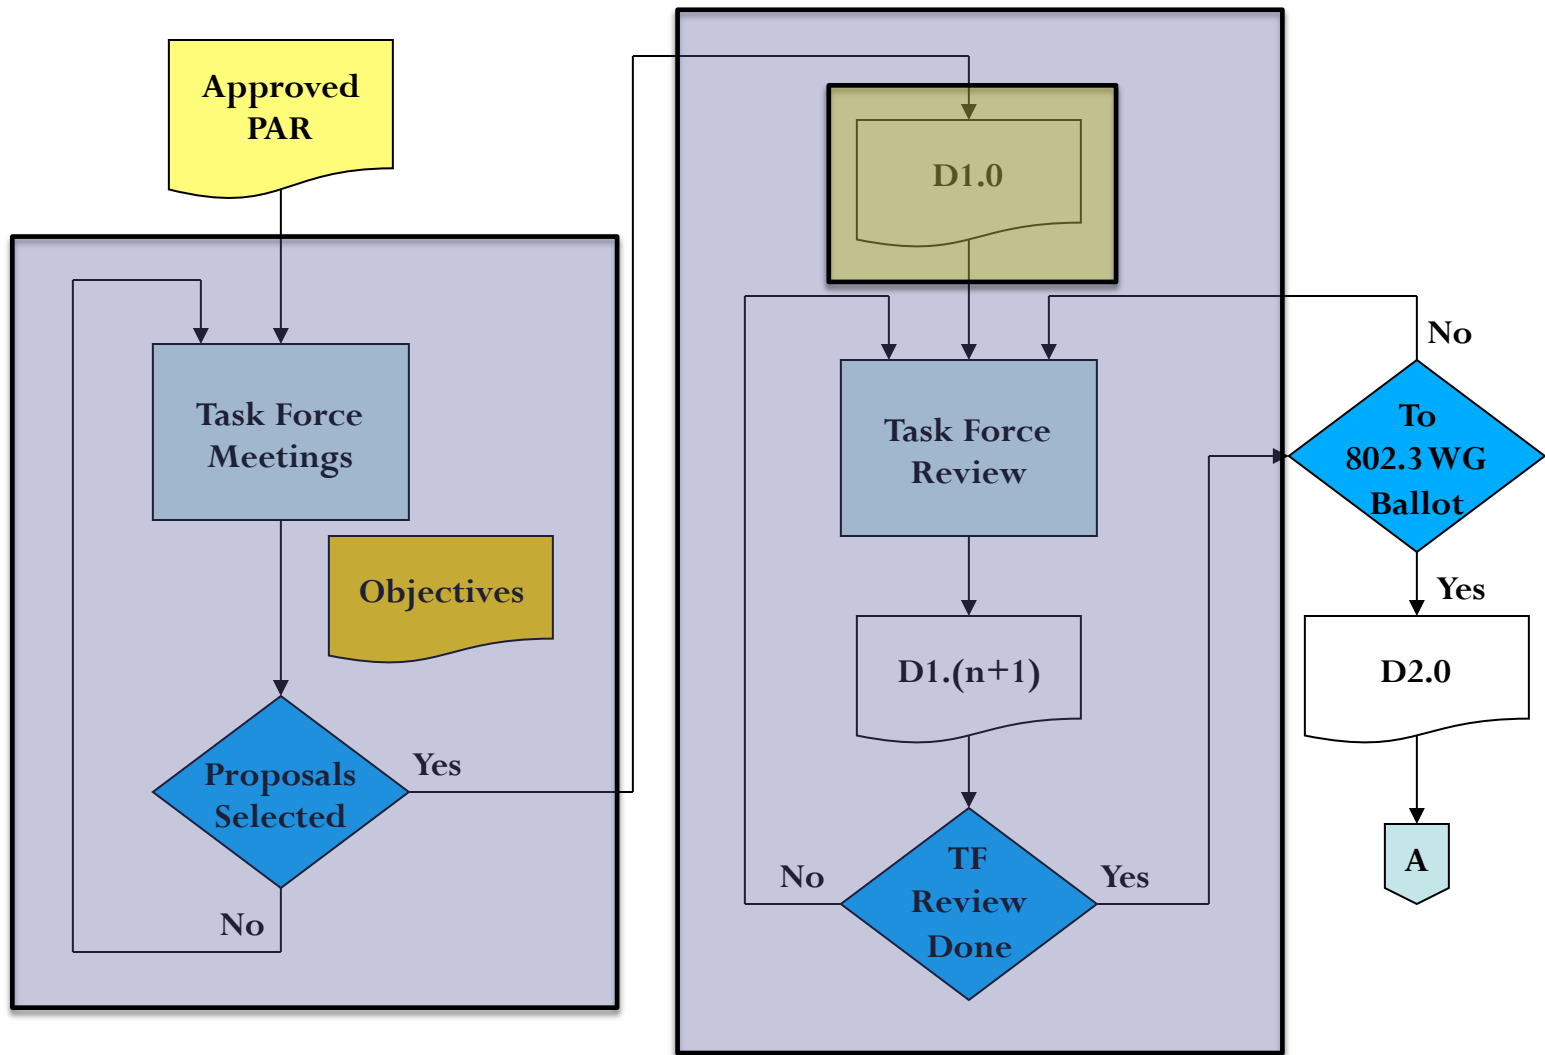 Approved
PAR
Task Force
Meetings
Objectives
Proposals
Selected
Yes
No
D1.0
Task Force
Review
D1.(n+1)
TF
Review
Done
No
Yes
To
802.3 WG
Ballot
No
Yes
D2.0
A